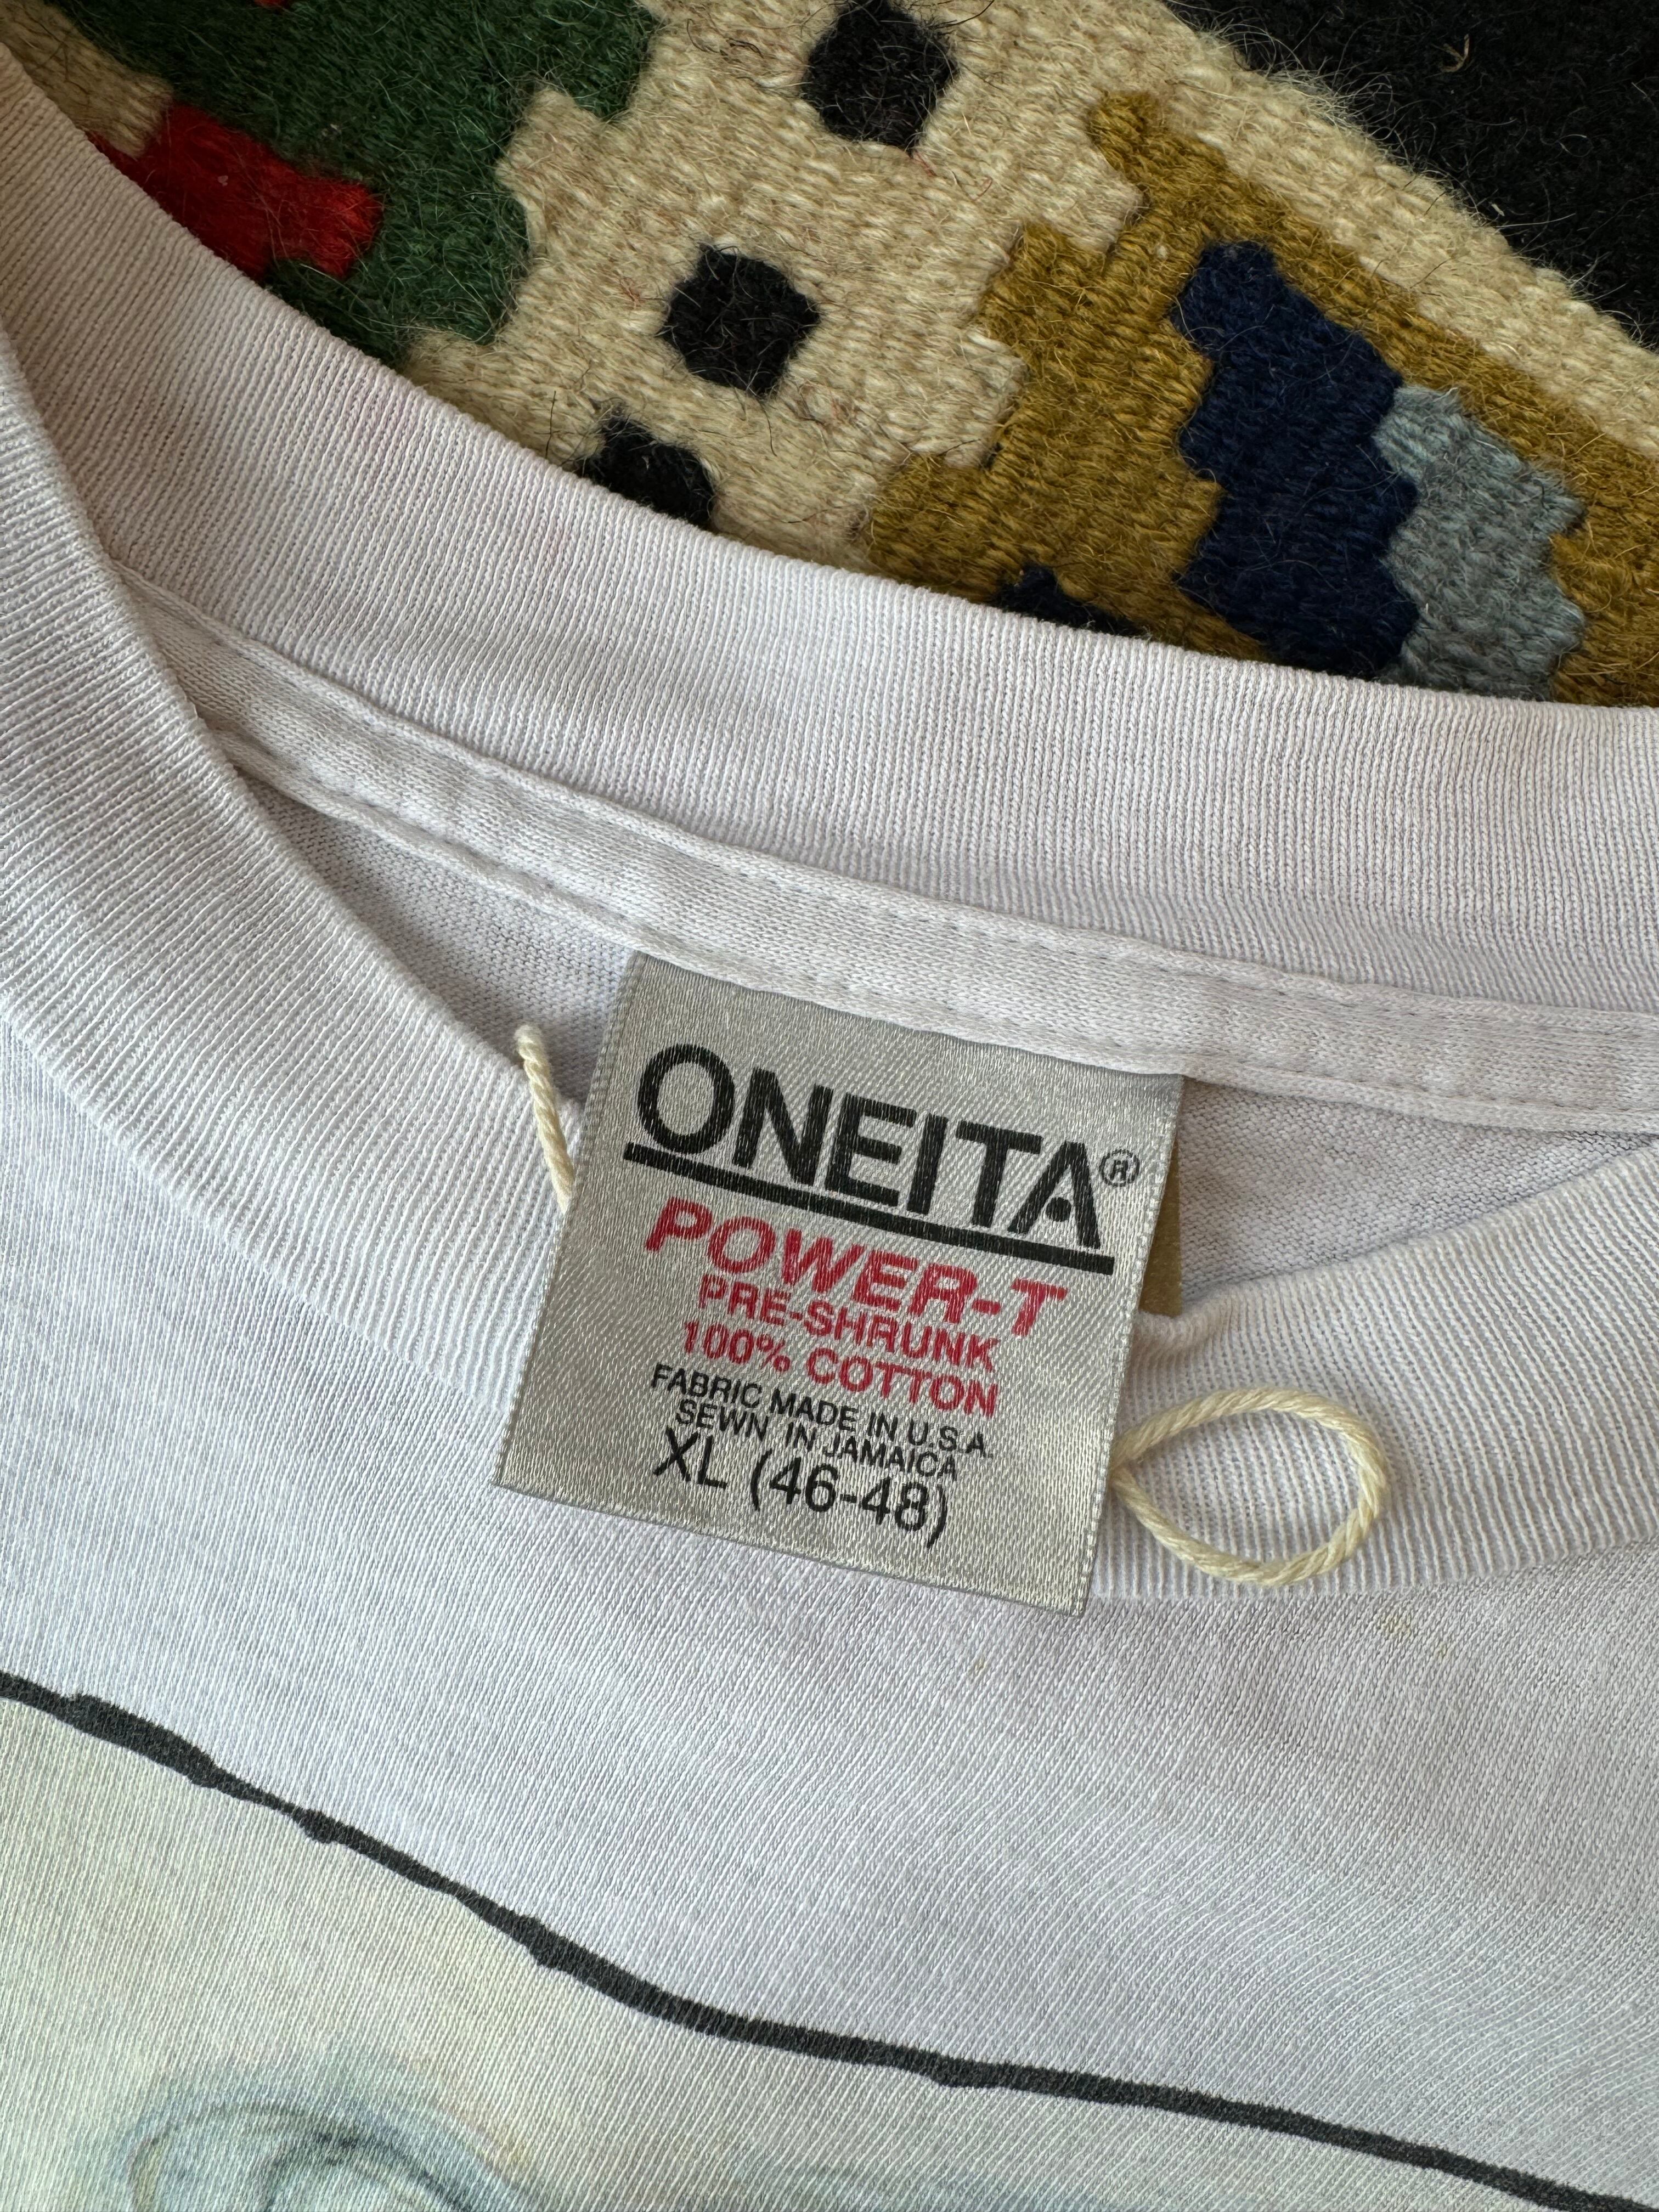 ONEITA®
POWER-T
PRE-SHRUNK
100% COTTON
FABRIC MADE IN U.S.A.
SEWN IN JAMAICA
XL (46-48)